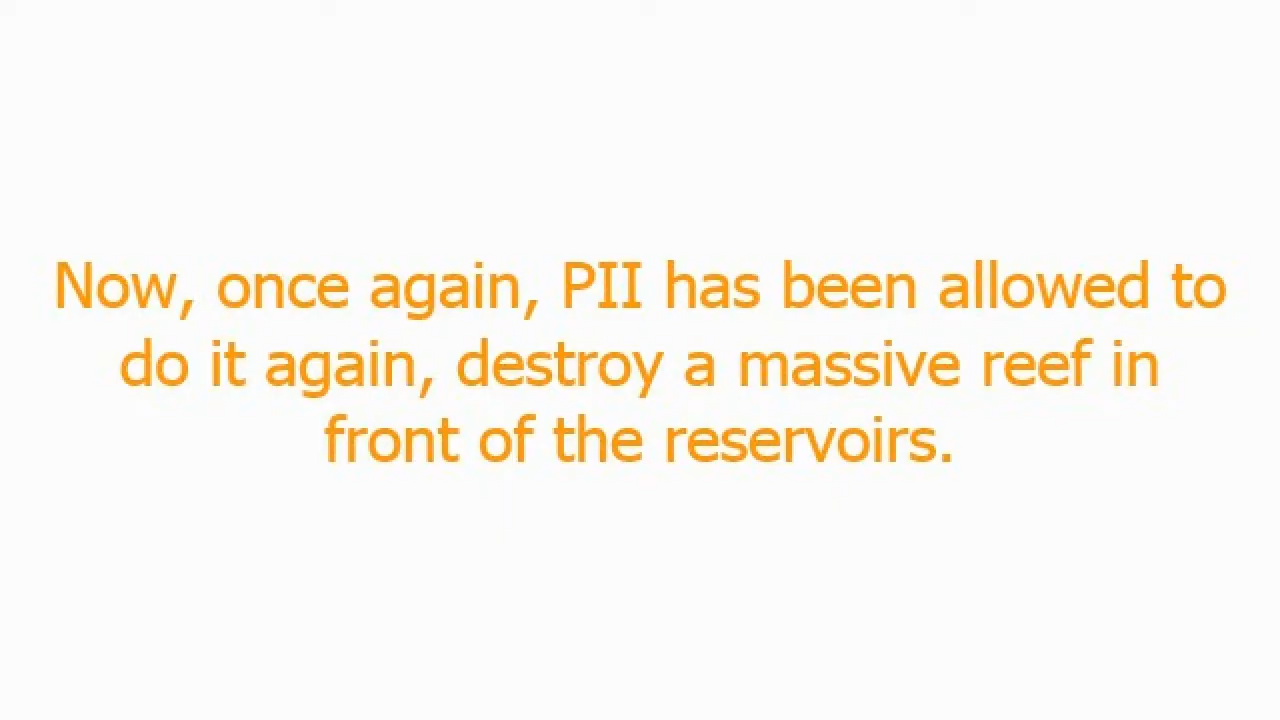 Now, once again, PII has been allowed to
do it again, destroy a massive reef in
front of the reservoirs.